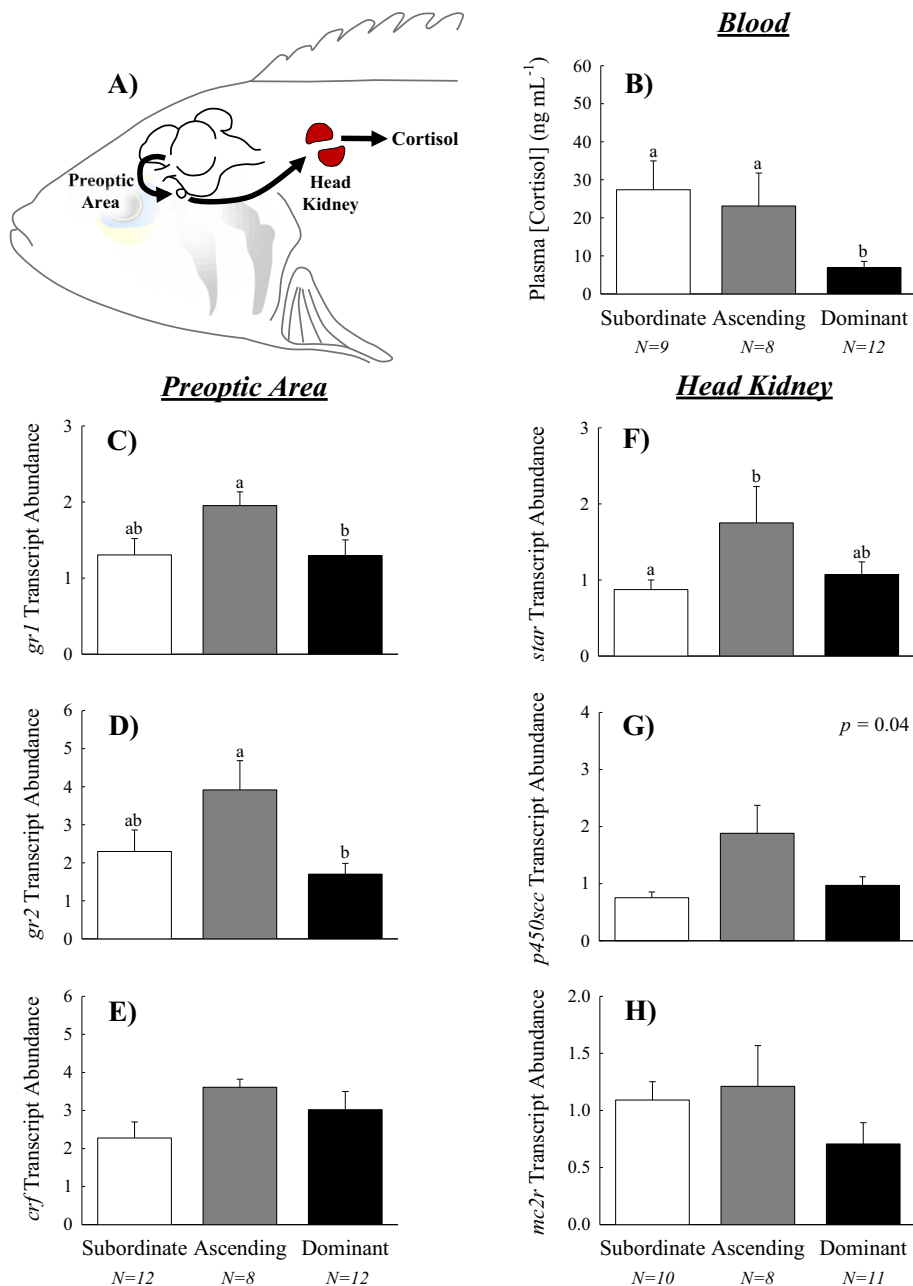 A)
Preoptic
Area
Head
Kidney
Cortisol
Blood
B)
Plasma [Cortisol] (ng mL⁻¹)
60
50
40
30
20
10
0
a
a
b
Subordinate Ascending Dominant
N=9 N=8 N=12
Preoptic Area
C)
gr1 Transcript Abundance
3
2
1
0
ab
a
b
D)
gr2 Transcript Abundance
6
5
4
3
2
1
0
ab
a
b
E)
crf Transcript Abundance
6
5
4
3
2
1
0
Subordinate Ascending Dominant
N=12 N=8 N=12
Head Kidney
F)
star Transcript Abundance
3
2
1
0
a
b
ab
G)
p = 0.04
p450scc Transcript Abundance
4
3
2
1
0
H)
mc2r Transcript Abundance
2.0
1.5
1.0
0.5
0.0
Subordinate Ascending Dominant
N=10 N=8 N=11